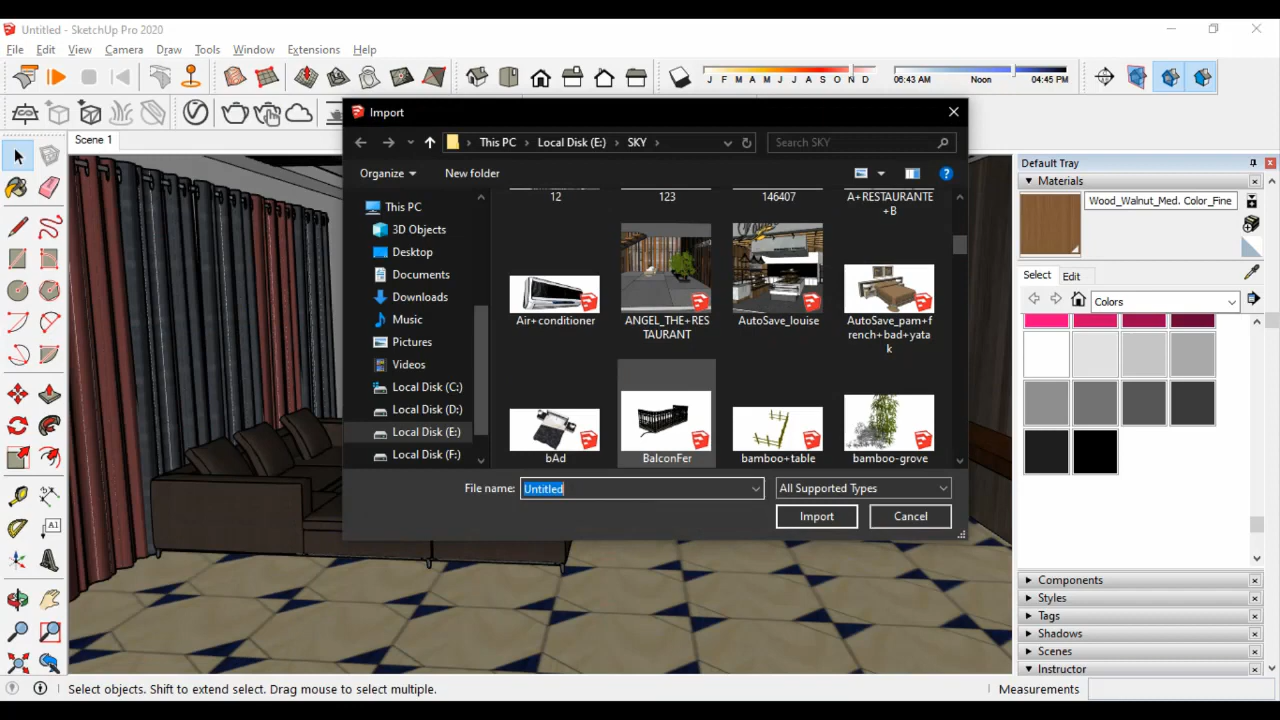 Untitled - SketchUp Pro 2020
File Edit View Camera Draw Tools Window Extensions Help
J F M A M J J A S O N D
06:43 AM Noon 04:45 PM
Scene 1
Import
This PC Local Disk (E:) SKY
Search SKY
Organize
New folder
This PC
3D Objects
Desktop
Documents
Downloads
Music
Pictures
Videos
Local Disk (C:)
Local Disk (D:)
Local Disk (E:)
Local Disk (F:)
12
123
146407
A+RESTAURANTE
+B
Air+conditioner
ANGEL_THE+RES
TAURANT
AutoSave_louise
AutoSave_pam+f
rench+bad+yata
k
bAd
BalconFer
bamboo+table
bamboo-grove
File name: Untitled
All Supported Types
Import
Cancel
Default Tray
Materials
Wood_Walnut_Med. Color_Fine
Select Edit
Colors
Components
Styles
Tags
Shadows
Scenes
Instructor
A1
A
Select objects. Shift to extend select. Drag mouse to select multiple.
Measurements